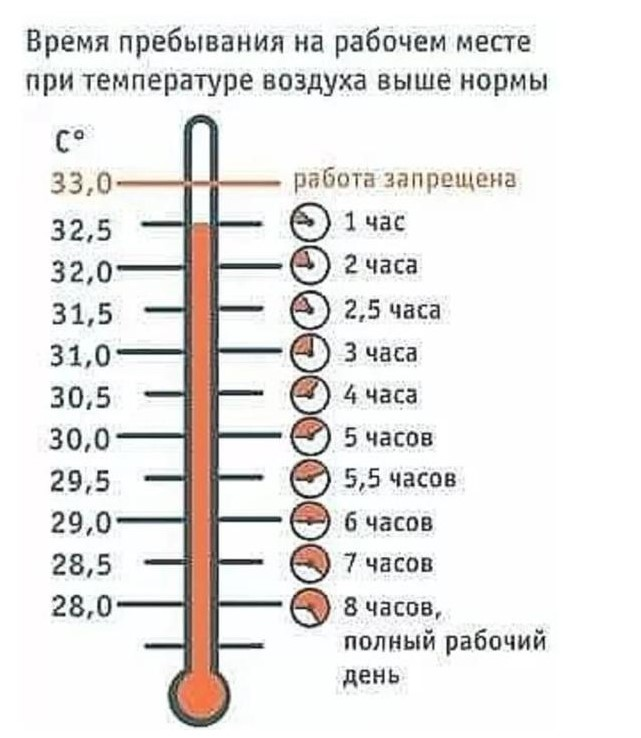 Время пребывания на рабочем месте
при температуре воздуха выше нормы
С°
33,0 работа запрещена
32,5 1 час
32,0 2 часа
31,5 2,5 часа
31,0 3 часа
30,5 4 часа
30,0 5 часов
29,5 5,5 часов
29,0 6 часов
28,5 7 часов
28,0 8 часов,
полный рабочий
день